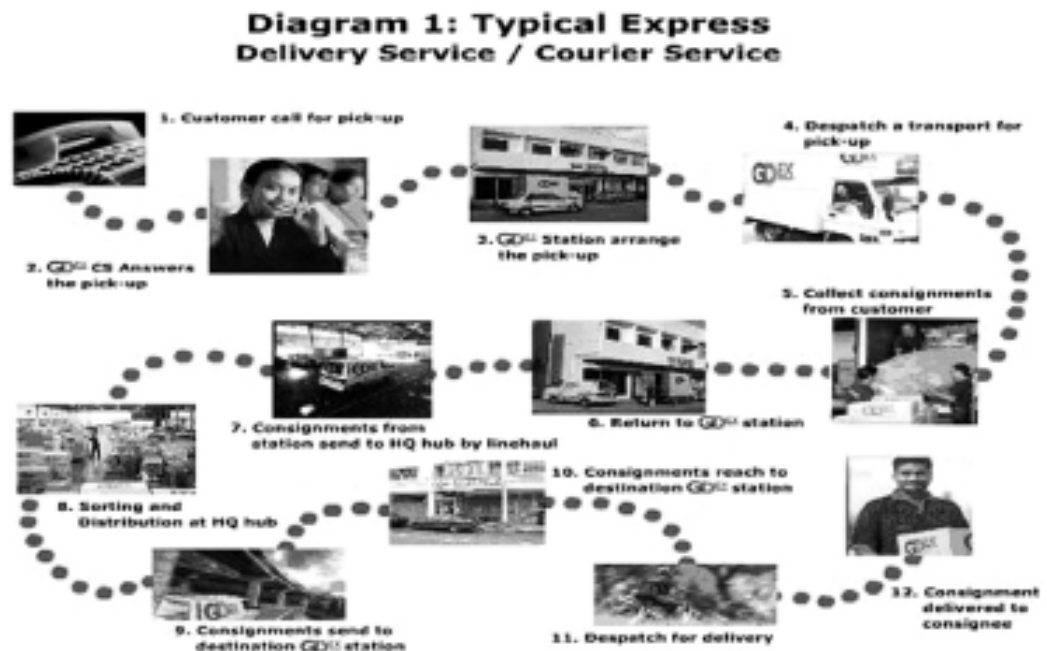 Diagram 1: Typical Express
Delivery Service / Courier Service
1. Customer call for pick-up
2. GDEX CS Answers
the pick-up
3. GDEX Station arrange
the pick-up
4. Despatch a transport for
pick-up
GDEX
5. Collect consignments
from customer
6. Return to GDEX station
7. Consignments from
station send to HQ hub by linehaul
8. Sorting and
Distribution at HQ hub
9. Consignments send to
destination GDEX station
10. Consignments reach to
destination GDEX station
11. Despatch for delivery
12. Consignment
delivered to
consignee